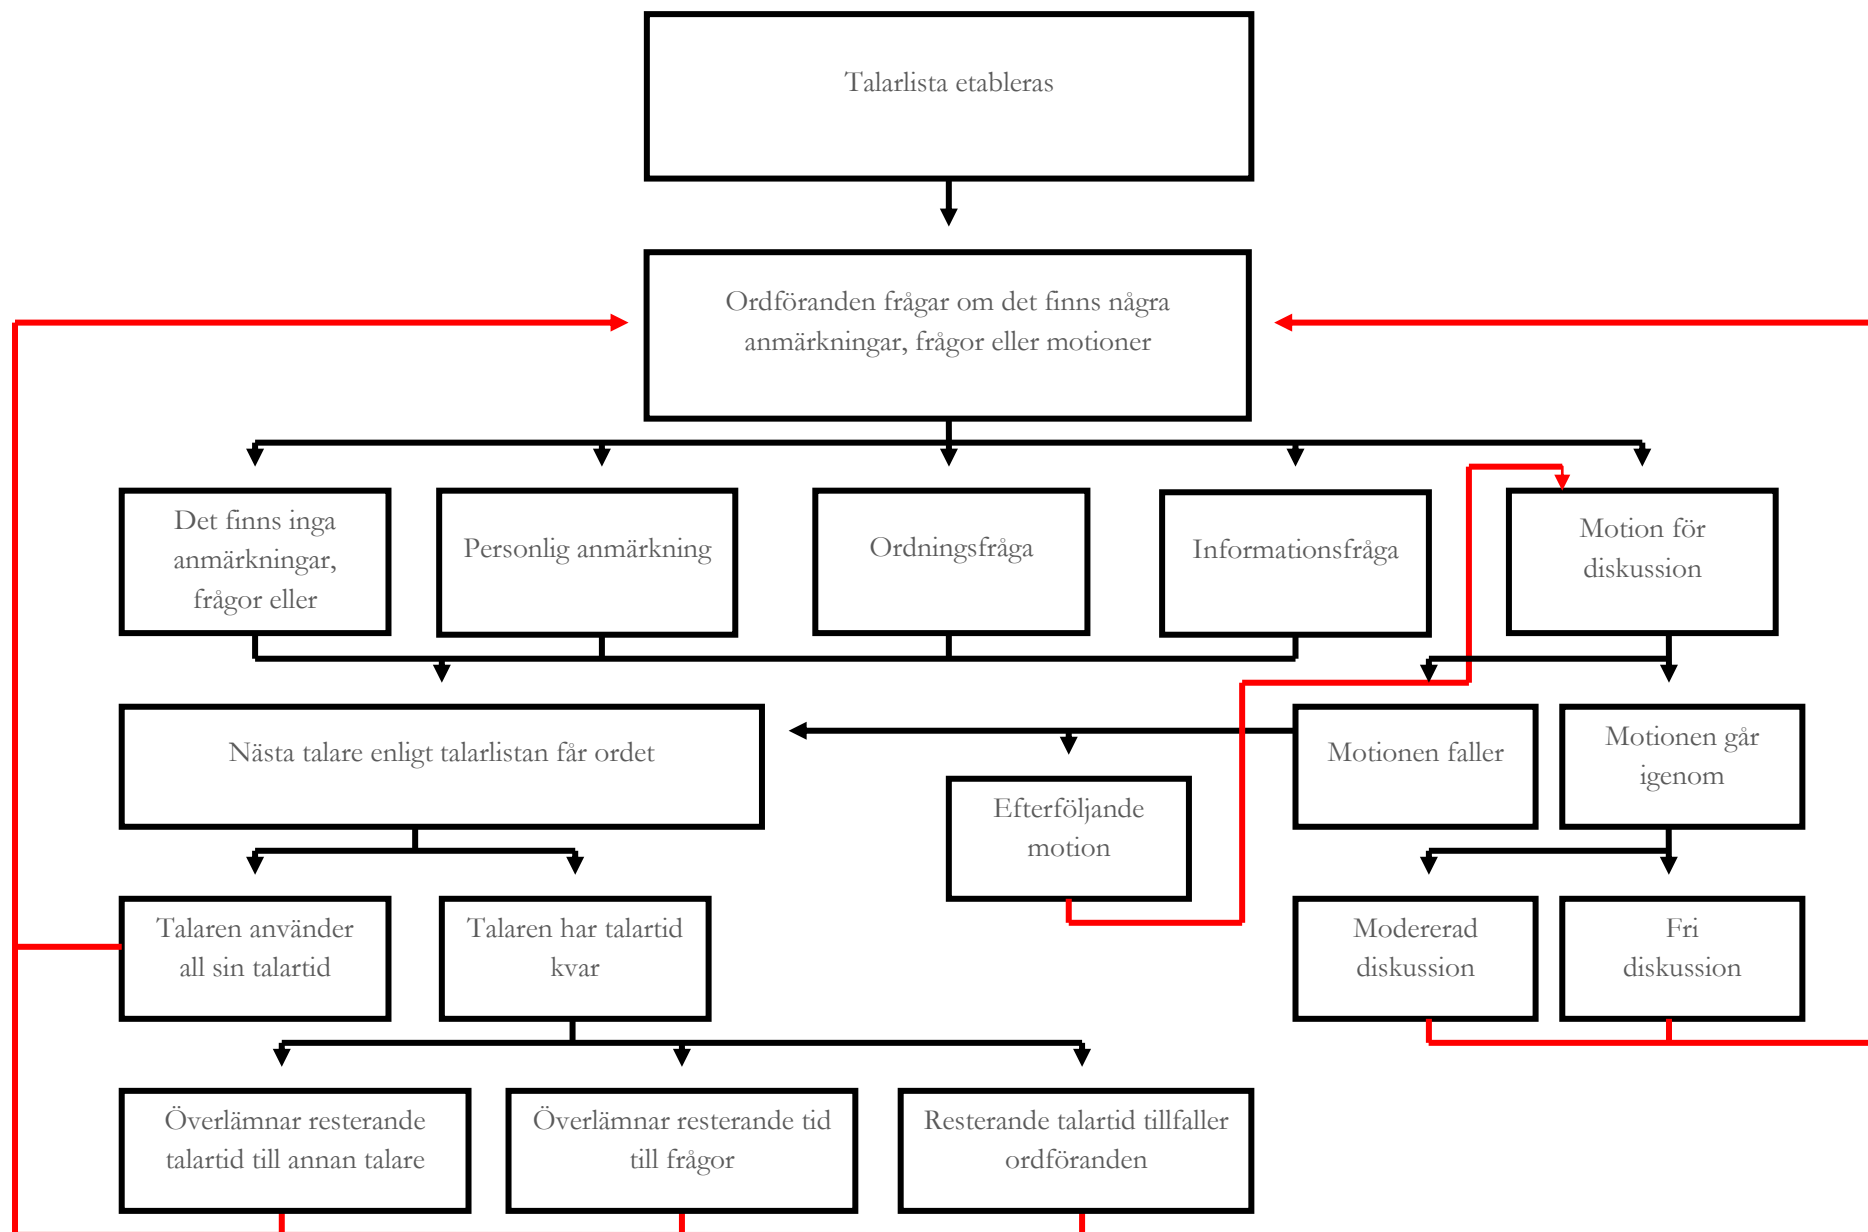 Talarlista etableras
Ordföranden frågar om det finns några
anmärkningar, frågor eller motioner
Det finns inga
anmärkningar,
frågor eller
Personlig anmärkning
Ordningsfråga
Informationsfråga
Motion för
diskussion
Nästa talare enligt talarlistan får ordet
Motionen faller
Motionen går
igenom
Efterföljande
motion
Talaren använder
all sin talartid
Talaren har talartid
kvar
Modererad
diskussion
Fri
diskussion
Överlämnar resterande
talartid till annan talare
Överlämnar resterande tid
till frågor
Resterande talartid tillfaller
ordföranden